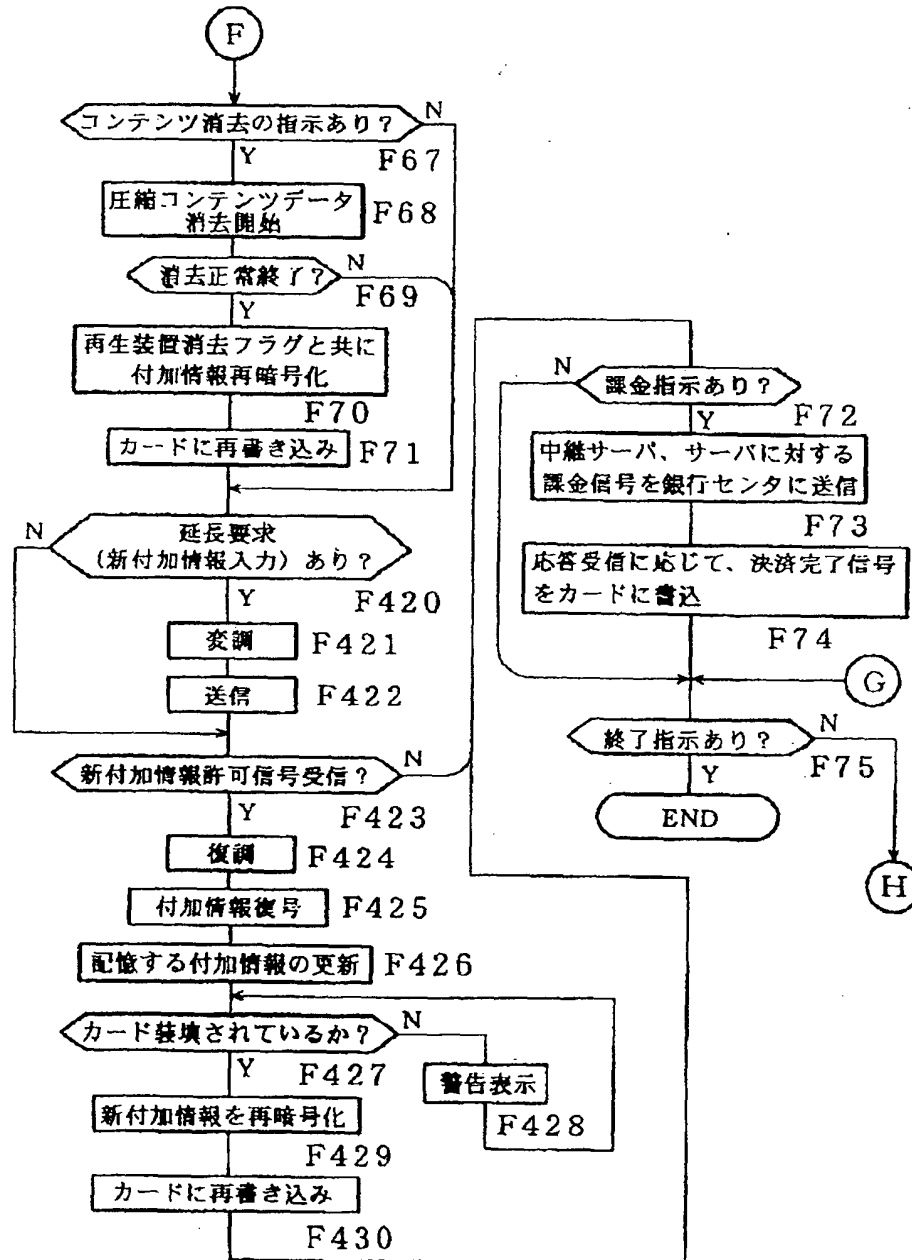 F
コンテンツ消去の指示あり？
N
Y
F67
圧縮コンテンツデータ
消去開始
F68
消去正常終了？
N
F69
Y
再生装置消去フラグと共に
付加情報再暗号化
F70
カードに再書き込み
F71
延長要求
(新付加情報入力) あり？
N
Y
F420
変調
F421
送信
F422
新付加情報許可信号受信？
N
Y
F423
復調
F424
付加情報復号
F425
記憶する付加情報の更新
F426
カード装填されているか？
N
Y
F427
警告表示
F428
新付加情報を再暗号化
F429
カードに再書き込み
F430
N
課金指示あり？
Y
F72
中継サーバ、サーバに対する
課金信号を銀行センタに送信
F73
応答受信に応じて、決済完了信号
をカードに書込
F74
G
終了指示あり？
N
F75
Y
END
H